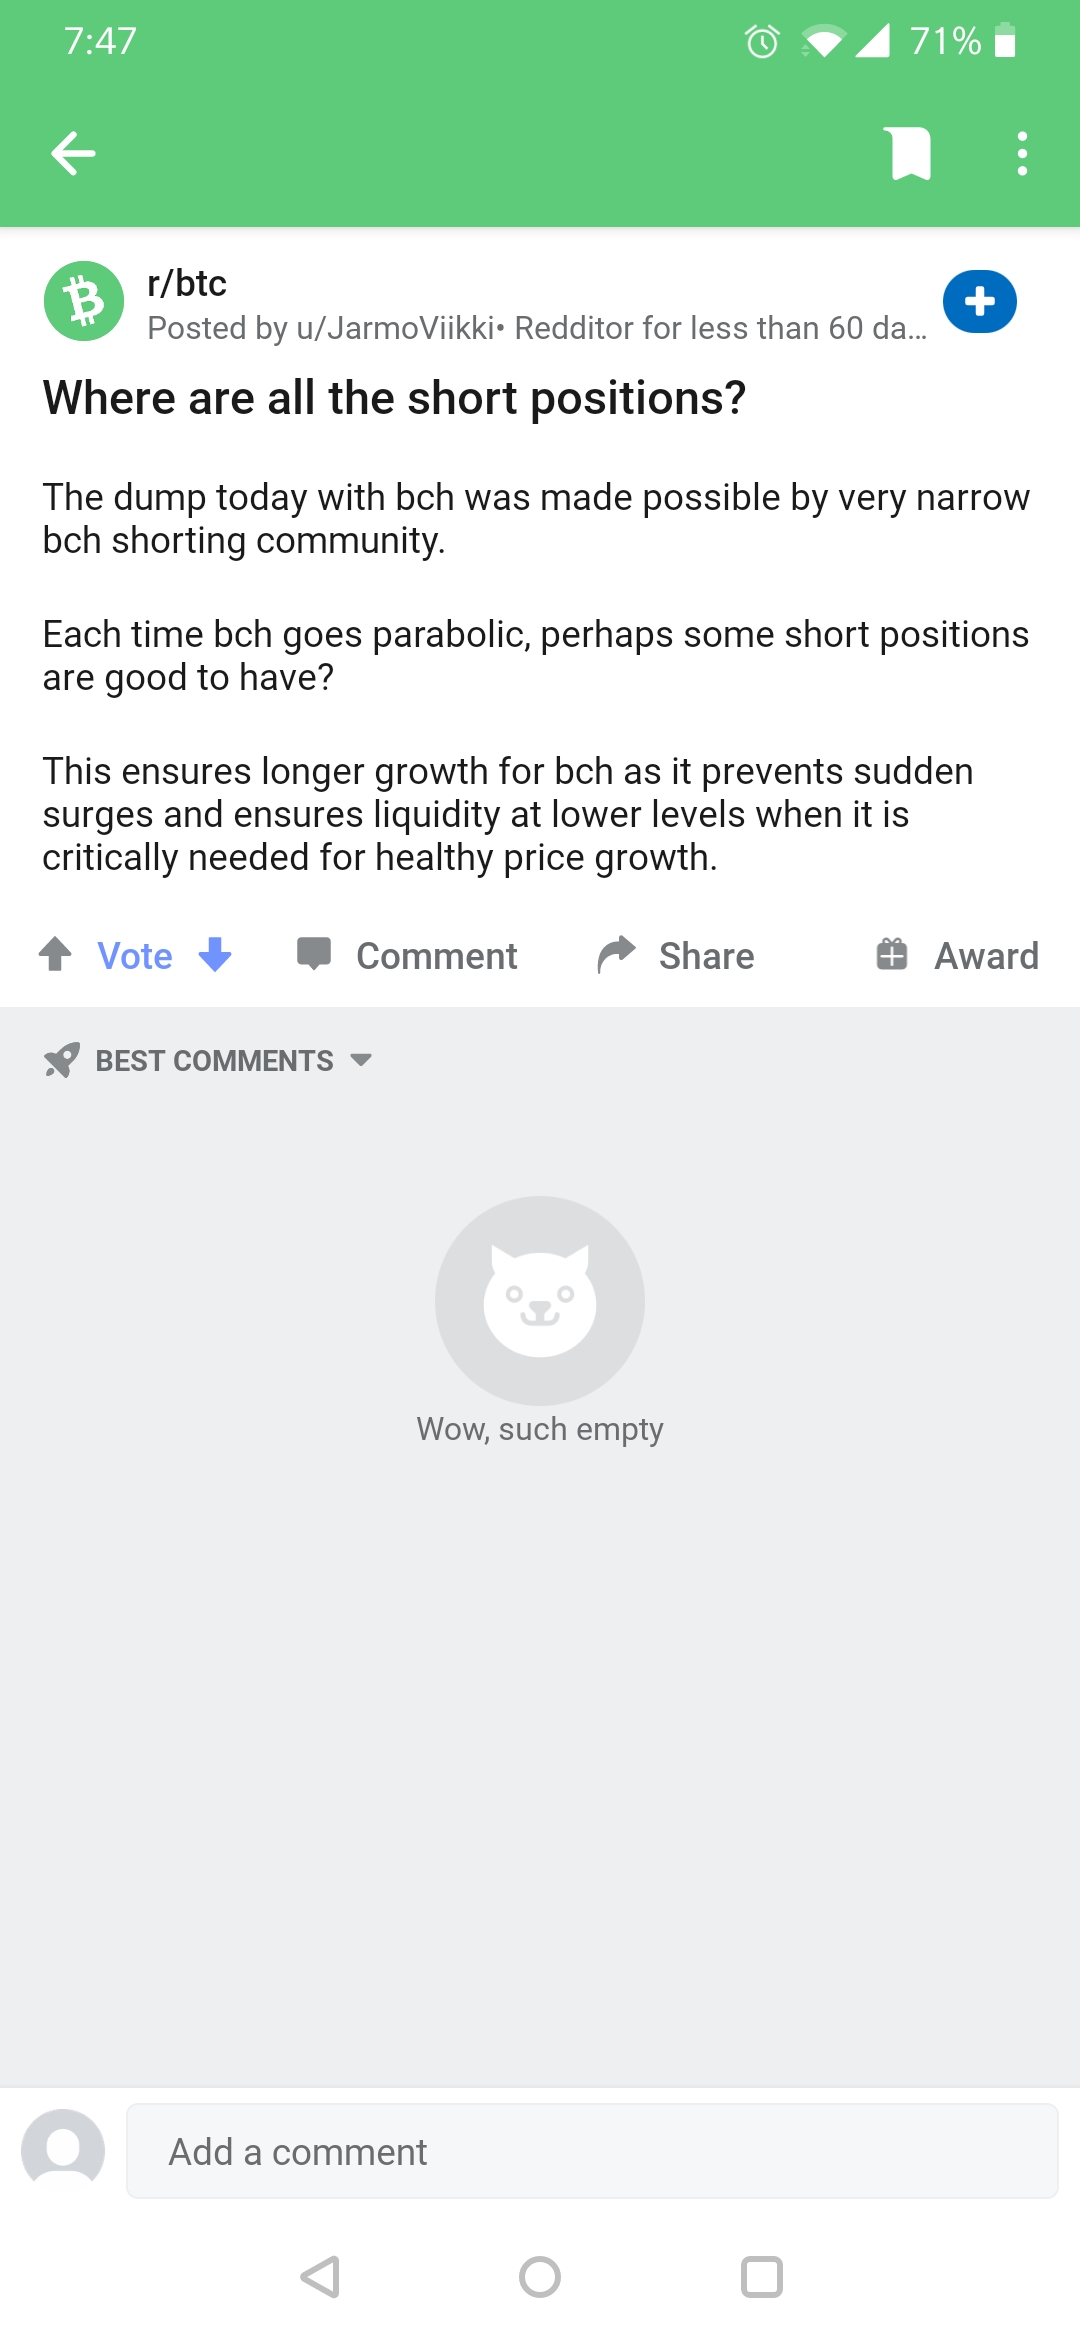 7:47
71%
r/btc
Posted by u/JarmoViikki• Redditor for less than 60 da...
Where are all the short positions?
The dump today with bch was made possible by very narrow
bch shorting community.
Each time bch goes parabolic, perhaps some short positions
are good to have?
This ensures longer growth for bch as it prevents sudden
surges and ensures liquidity at lower levels when it is
critically needed for healthy price growth.
Vote Comment Share Award
BEST COMMENTS
Wow, such empty
Add a comment